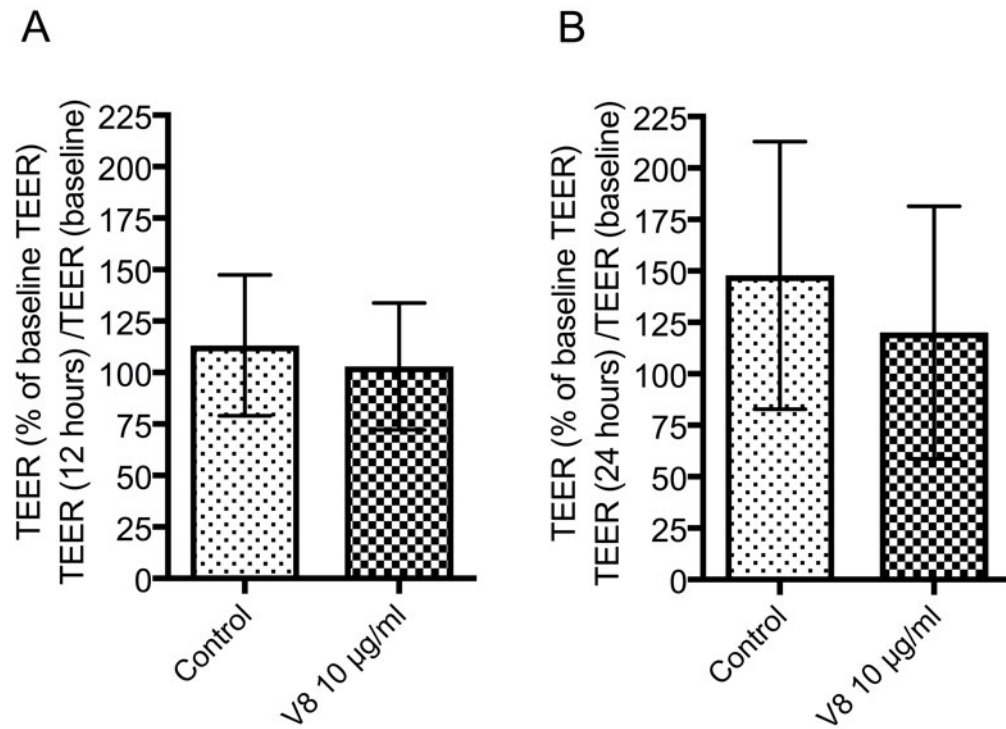 A
TEER (% of baseline TEER)
TEER (12 hours) /TEER (baseline)
225
200
175
150
125
100
75
50
25
0
Control
V8 10 µg/ml
B
TEER (% of baseline TEER)
TEER (24 hours) /TEER (baseline)
225
200
175
150
125
100
75
50
25
0
Control
V8 10 µg/ml